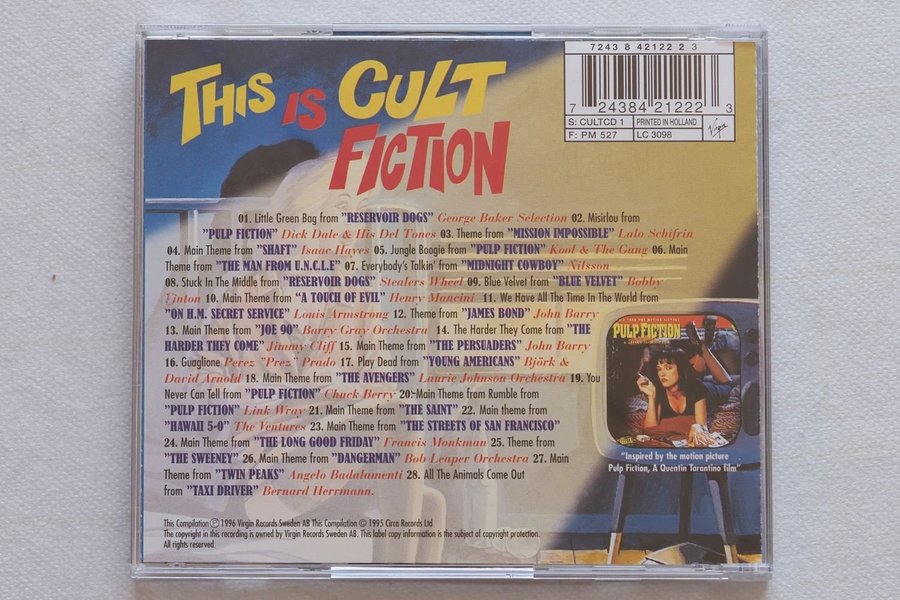 THIS IS CULT
FICTION
7243 8 42122 2 3
7 24384 21222 3
S: CULTCD 1 PRINTED IN HOLLAND
F: PM 527 LC 3098 Virgin
01. Little Green Bag from "RESERVOIR DOGS" George Baker Selection 02. Misirlou from
"PULP FICTION" Dick Dale & His Del Tones 03. Theme from "MISSION IMPOSSIBLE" Lalo Schifrin
04. Main Theme from "SHAFT" Isaac Hayes 05. Jungle Boogie from "PULP FICTION" Kool & The Gang 06. Main
Theme from "THE MAN FROM U.N.C.L.E" 07. Everybody's Talkin' from "MIDNIGHT COWBOY" Nilsson
08. Stuck In The Middle from "RESERVOIR DOGS" Stealers Wheel 09. Blue Velvet from "BLUE VELVET" Bobby
Vinton 10. Main Theme from "A TOUCH OF EVIL" Henry Mancini 11. We Have All The Time In The World from
"ON H.M. SECRET SERVICE" Louis Armstrong 12. Theme from "JAMES BOND" John Barry
13. Main Theme from "JOE 90" Barry Gray Orchestra 14. The Harder They Come from "THE
HARDER THEY COME" Jimmy Cliff 15. Main Theme from "THE PERSUADERS" John Barry
16. Guaglione Perez "Prez" Prado 17. Play Dead from "YOUNG AMERICANS" Björk &
David Arnold 18. Main Theme from "THE AVENGERS" Laurie Johnson Orchestra 19. You
Never Can Tell from "PULP FICTION" Chuck Berry 20. Main Theme from Rumble from
"PULP FICTION" Link Wray 21. Main Theme from "THE SAINT" 22. Main theme from
"HAWAII 5-0" The Ventures 23. Main Theme from "THE STREETS OF SAN FRANCISCO"
24. Main Theme from "THE LONG GOOD FRIDAY" Francis Monkman 25. Theme from
"THE SWEENEY" 26. Main Theme from "DANGERMAN" Bob Leaper Orchestra 27. Main
Theme from "TWIN PEAKS" Angelo Badalamenti 28. All The Animals Come Out
from "TAXI DRIVER" Bernard Herrmann.
PULP FICTION
"Inspired by the motion picture
Pulp Fiction, A Quentin Tarantino film"
This Compilation Ⓟ 1996 Virgin Records Sweden AB This Compilation © 1995 Circa Records Ltd
The copyright in this recording is owned by Virgin Records Sweden AB. This label copy information is the subject of copyright protection.
All rights reserved.